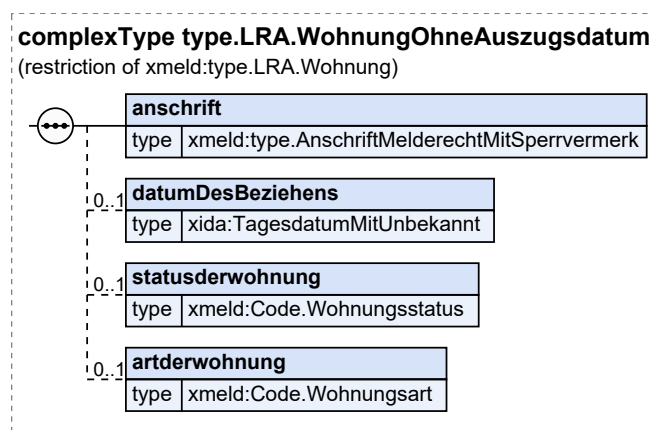 complexType type.LRA.WohnungOhneAuszugsdatum
(restriction of xmeld:type.LRA.Wohnung)
anschrift
type xmeld:type.AnschriftMelderechtMitSperrvermerk
0..1 datumDesBeziehens
type xida:TagesdatumMitUnbekannt
0..1 statusderwohnung
type xmeld:Code.Wohnungsstatus
0..1 artderwohnung
type xmeld:Code.Wohnungsart